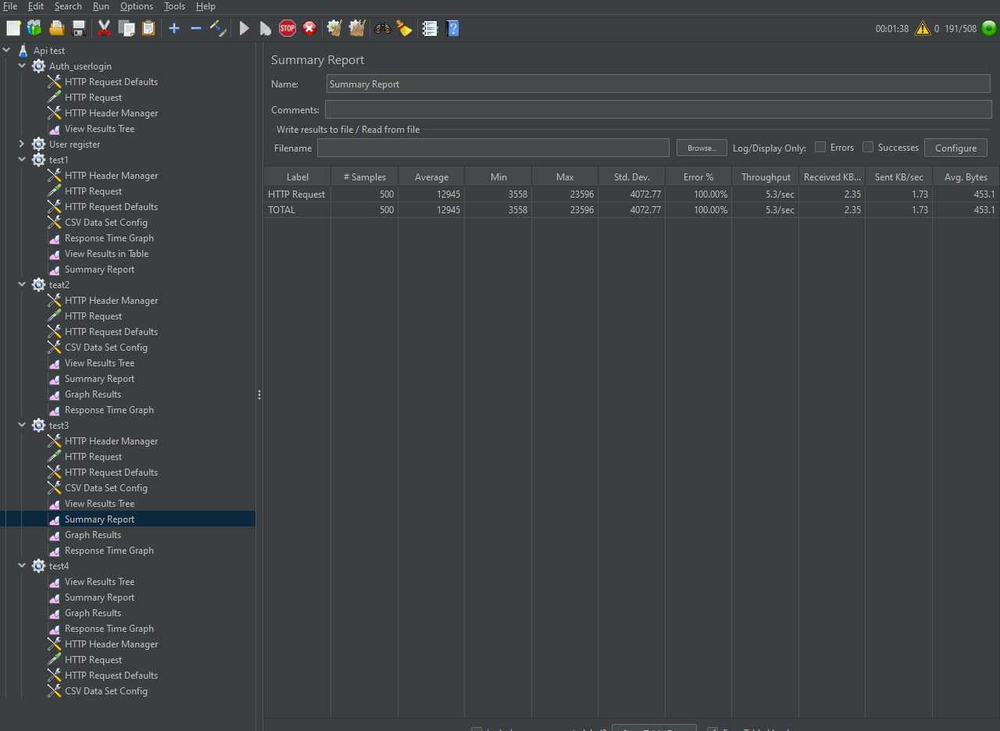 File Edit Search Run Options Tools Help
STOP
?
00:01:38 0 191/508
Api test
Auth_userlogin
HTTP Request Defaults
HTTP Request
HTTP Header Manager
View Results Tree
User register
test1
HTTP Header Manager
HTTP Request
HTTP Request Defaults
CSV Data Set Config
Response Time Graph
View Results in Table
Summary Report
teat2
HTTP Header Manager
HTTP Request
HTTP Request Defaults
CSV Data Set Config
View Results Tree
Summary Report
Graph Results
Response Time Graph
test3
HTTP Header Manager
HTTP Request
HTTP Request Defaults
CSV Data Set Config
View Results Tree
Summary Report
Graph Results
Response Time Graph
test4
View Results Tree
Summary Report
Graph Results
Response Time Graph
HTTP Header Manager
HTTP Request
HTTP Request Defaults
CSV Data Set Config
Summary Report
Name: Summary Report
Comments:
Write results to file / Read from file
Filename Browse... Log/Display Only: Errors Successes Configure
Label # Samples Average Min Max Std. Dev. Error % Throughput Received KB... Sent KB/sec Avg. Bytes
HTTP Request 500 12945 3558 23596 4072.77 100.00% 5.3/sec 2.35 1.73 453.1
TOTAL 500 12945 3558 23596 4072.77 100.00% 5.3/sec 2.35 1.73 453.1